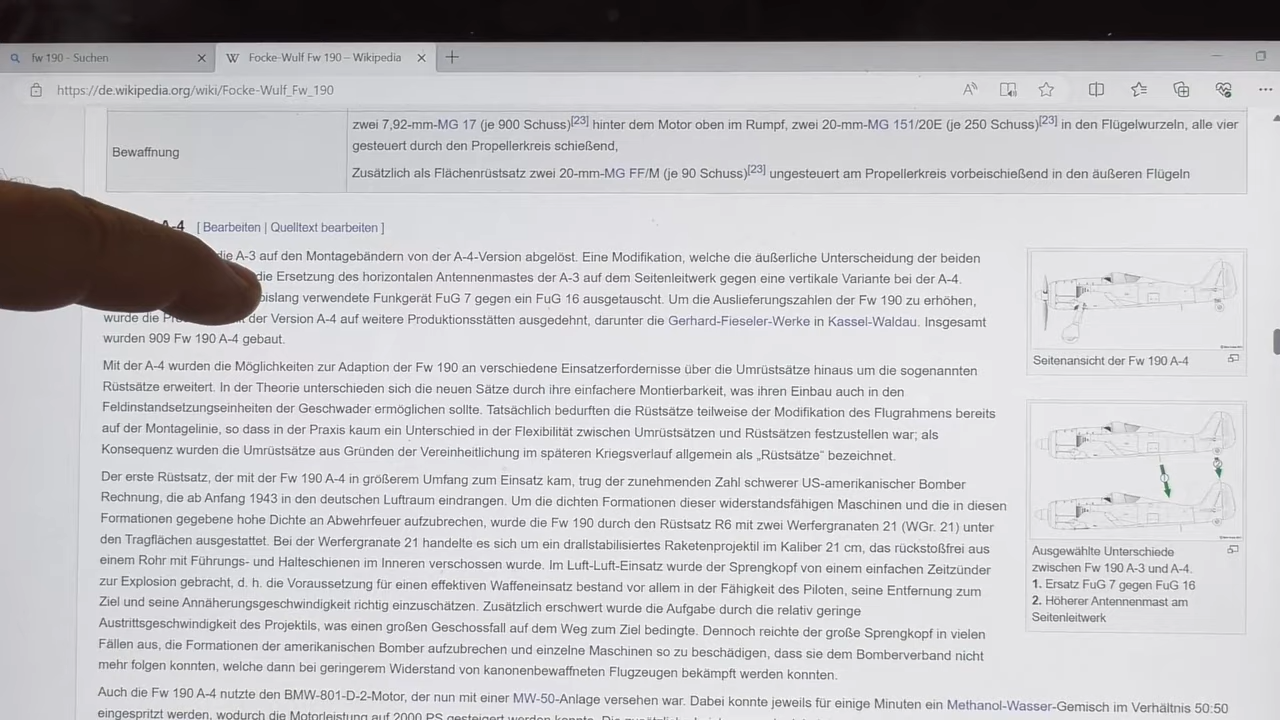 fw 190 - Suchen
Focke-Wulf Fw 190 – Wikipedia
https://de.wikipedia.org/wiki/Focke-Wulf_Fw_190
Bewaffnung
zwei 7,92-mm-MG 17 (je 900 Schuss)[23] hinter dem Motor oben im Rumpf, zwei 20-mm-MG 151/20E (je 250 Schuss)[23] in den Flügelwurzeln, alle vier
gesteuert durch den Propellerkreis schießend,
Zusätzlich als Flächenrüstsatz zwei 20-mm-MG FF/M (je 90 Schuss)[23] ungesteuert am Propellerkreis vorbeischießend in den äußeren Flügeln
A-4 [ Bearbeiten | Quelltext bearbeiten ]
die A-3 auf den Montagebändern von der A-4-Version abgelöst. Eine Modifikation, welche die äußerliche Unterscheidung der beiden
die Ersetzung des horizontalen Antennenmastes der A-3 auf dem Seitenleitwerk gegen eine vertikale Variante bei der A-4.
bislang verwendete Funkgerät FuG 7 gegen ein FuG 16 ausgetauscht. Um die Auslieferungszahlen der Fw 190 zu erhöhen,
wurde die der Version A-4 auf weitere Produktionsstätten ausgedehnt, darunter die Gerhard-Fieseler-Werke in Kassel-Waldau. Insgesamt
wurden 909 Fw 190 A-4 gebaut.
Mit der A-4 wurden die Möglichkeiten zur Adaption der Fw 190 an verschiedene Einsatzerfordernisse über die Umrüstsätze hinaus um die sogenannten
Rüstsätze erweitert. In der Theorie unterschieden sich die neuen Sätze durch ihre einfachere Montierbarkeit, was ihren Einbau auch in den
Feldinstandsetzungseinheiten der Geschwader ermöglichen sollte. Tatsächlich bedurften die Rüstsätze teilweise der Modifikation des Flugrahmens bereits
auf der Montagelinie, so dass in der Praxis kaum ein Unterschied in der Flexibilität zwischen Umrüstsätzen und Rüstsätzen festzustellen war; als
Konsequenz wurden die Umrüstsätze aus Gründen der Vereinheitlichung im späteren Kriegsverlauf allgemein als „Rüstsätze" bezeichnet.
Der erste Rüstsatz, der mit der Fw 190 A-4 in größerem Umfang zum Einsatz kam, trug der zunehmenden Zahl schwerer US-amerikanischer Bomber
Rechnung, die ab Anfang 1943 in den deutschen Luftraum eindrangen. Um die dichten Formationen dieser widerstandsfähigen Maschinen und die in diesen
Formationen gegebene hohe Dichte an Abwehrfeuer aufzubrechen, wurde die Fw 190 durch den Rüstsatz R6 mit zwei Werfergranaten 21 (WGr. 21) unter
den Tragflächen ausgestattet. Bei der Werfergranate 21 handelte es sich um ein drallstabilisiertes Raketenprojektil im Kaliber 21 cm, das rückstoßfrei aus
einem Rohr mit Führungs- und Halteschienen im Inneren verschossen wurde. Im Luft-Luft-Einsatz wurde der Sprengkopf von einem einfachen Zeitzünder
zur Explosion gebracht, d. h. die Voraussetzung für einen effektiven Waffeneinsatz bestand vor allem in der Fähigkeit des Piloten, seine Entfernung zum
Ziel und seine Annäherungsgeschwindigkeit richtig einzuschätzen. Zusätzlich erschwert wurde die Aufgabe durch die relativ geringe
Austrittsgeschwindigkeit des Projektils, was einen großen Geschossfall auf dem Weg zum Ziel bedingte. Dennoch reichte der große Sprengkopf in vielen
Fällen aus, die Formationen der amerikanischen Bomber aufzubrechen und einzelne Maschinen so zu beschädigen, dass sie dem Bomberverband nicht
mehr folgen konnten, welche dann bei geringerem Widerstand von kanonenbewaffneten Flugzeugen bekämpft werden konnten.
Auch die Fw 190 A-4 nutzte den BMW-801-D-2-Motor, der nun mit einer MW-50-Anlage versehen war. Dabei konnte jeweils für einige Minuten ein Methanol-Wasser-Gemisch im Verhältnis 50:50
eingespritzt werden, wodurch die Motorleistung auf 2000 PS gesteigert werden konnte.
Seitenansicht der Fw 190 A-4
Ausgewählte Unterschiede
zwischen Fw 190 A-3 und A-4.
1. Ersatz FuG 7 gegen FuG 16
2. Höherer Antennenmast am
Seitenleitwerk